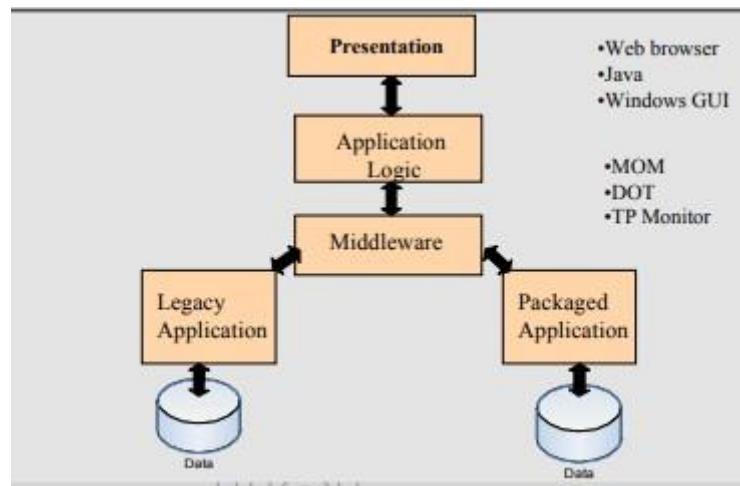 Presentation
•Web browser
•Java
•Windows GUI
Application
Logic
•MOM
•DOT
•TP Monitor
Middleware
Legacy
Application
Packaged
Application
Data
Data